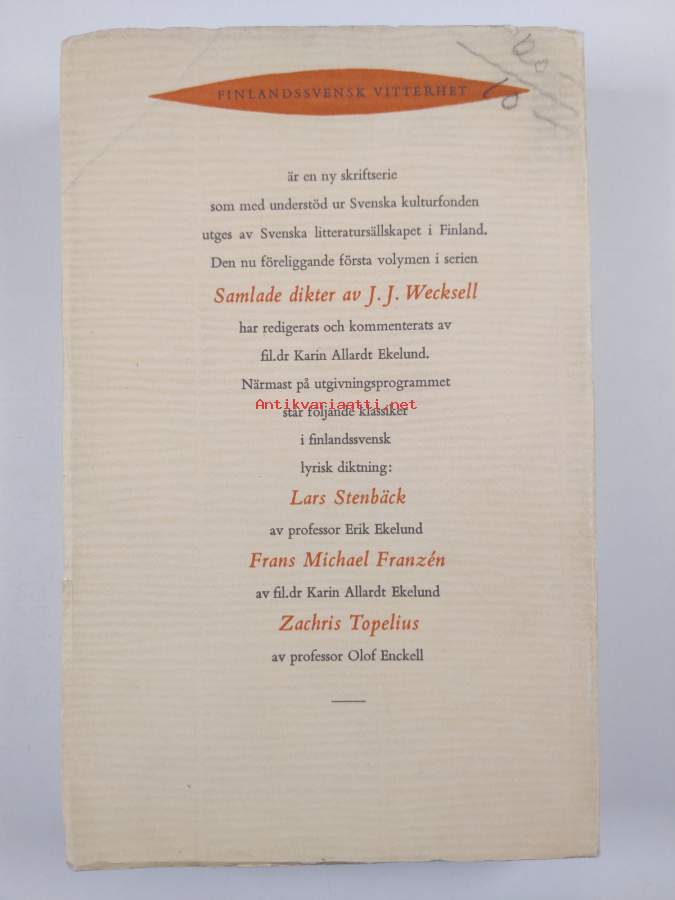 FINLANDSSVENSK VITTERHET
är en ny skriftserie
som med understöd ur Svenska kulturfonden
utges av Svenska litteratursällskapet i Finland.
Den nu föreliggande första volymen i serien
Samlade dikter av J. J. Wecksell
har redigerats och kommenterats av
fil.dr Karin Allardt Ekelund.
Närmast på utgivningsprogrammet
Antikvariaatti.net
står följande klassiker
i finlandssvensk
lyrisk diktning:
Lars Stenbäck
av professor Erik Ekelund
Frans Michael Franzén
av fil.dr Karin Allardt Ekelund
Zachris Topelius
av professor Olof Enckell